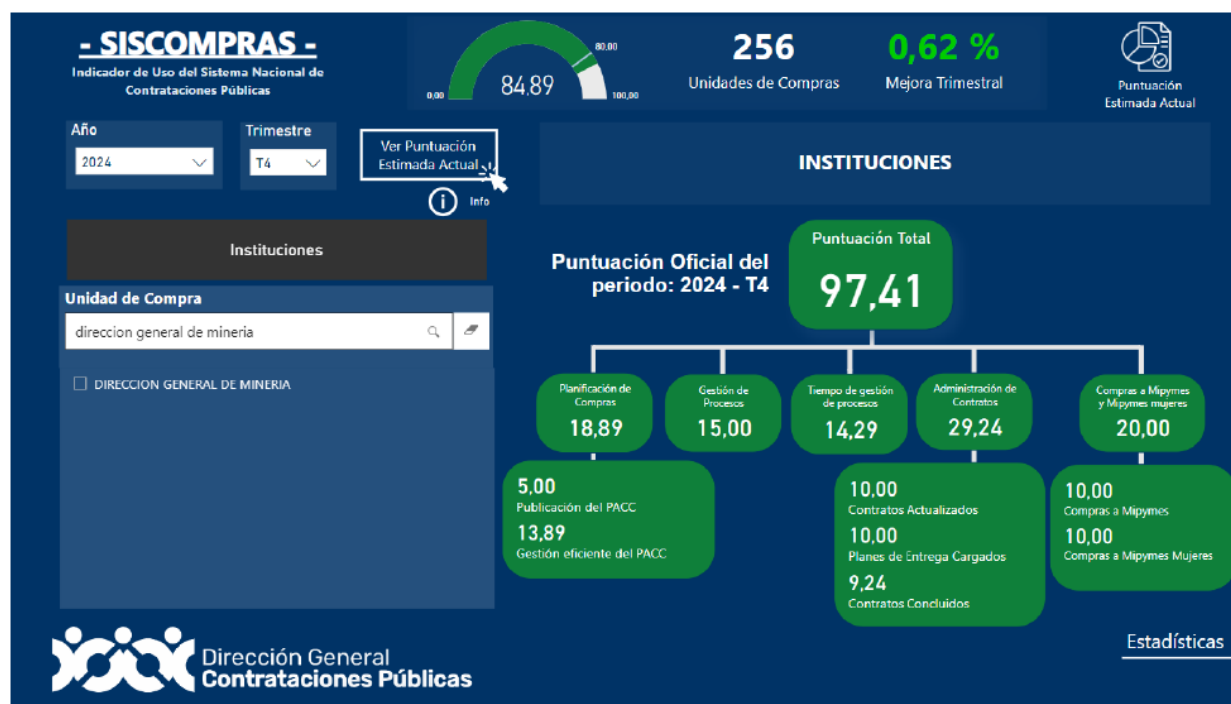 - SISCOMPRAS -
Indicador de Uso del Sistema Nacional de
Contrataciones Públicas
0,00
84,89
80,00
100,00
256
Unidades de Compras
0,62 %
Mejora Trimestral
Puntuación
Estimada Actual
Año
2024
Trimestre
T4
Ver Puntuación
Estimada Actual
Info
INSTITUCIONES
Instituciones
Unidad de Compra
direccion general de mineria
DIRECCION GENERAL DE MINERIA
Puntuación Oficial del
periodo: 2024 - T4
Puntuación Total
97,41
Planificación de
Compras
18,89
Gestión de
Procesos
15,00
Tiempo de gestión
de procesos
14,29
Administración de
Contratos
29,24
Compras a Mipymes
y Mipymes mujeres
20,00
5,00
Publicación del PACC
13,89
Gestión eficiente del PACC
10,00
Contratos Actualizados
10,00
Planes de Entrega Cargados
9,24
Contratos Concluidos
10,00
Compras a Mipymes
10,00
Compras a Mipymes Mujeres
Dirección General
Contrataciones Públicas
Estadísticas